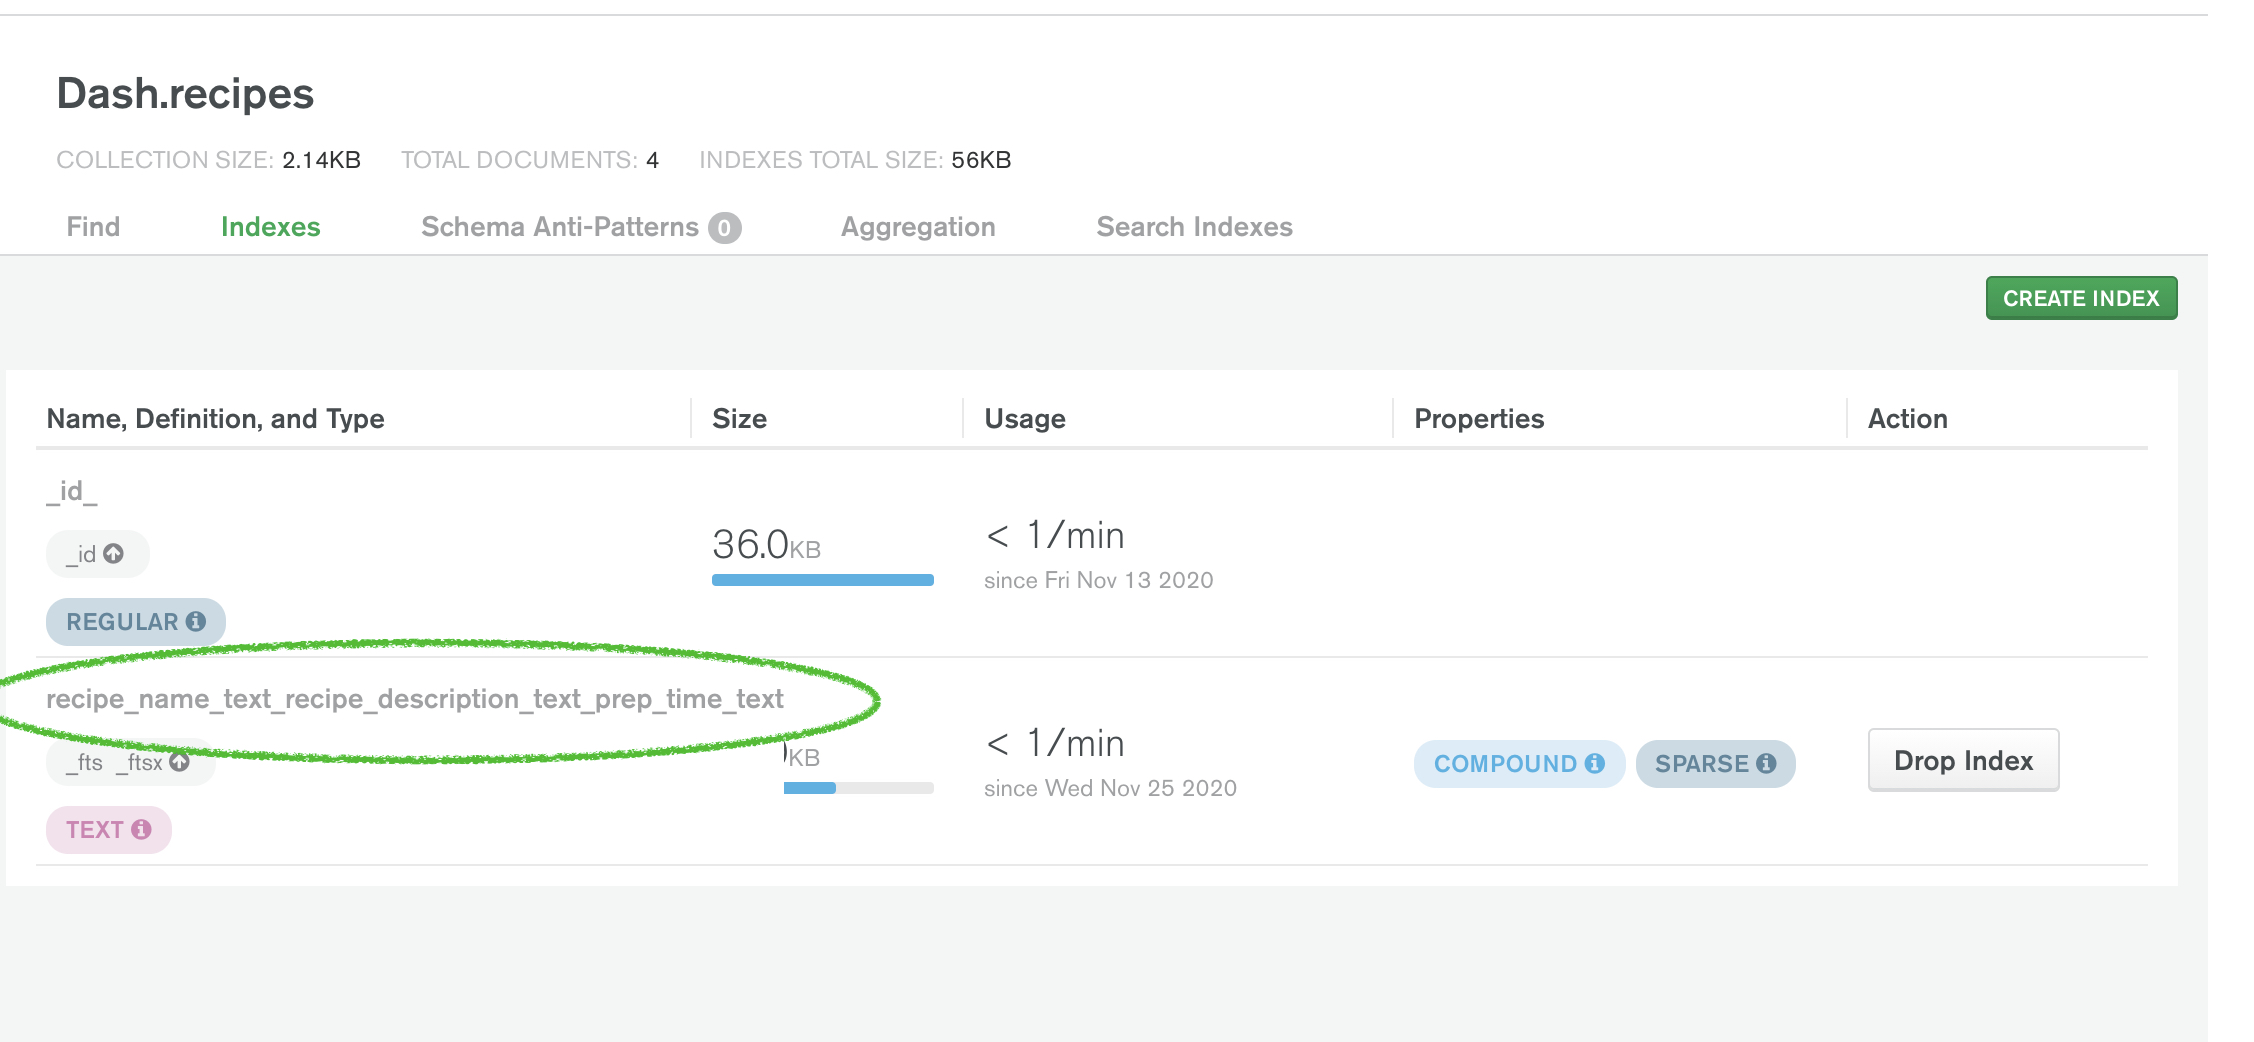 Dash.recipes
COLLECTION SIZE: 2.14KB TOTAL DOCUMENTS: 4 INDEXES TOTAL SIZE: 56KB
Find Indexes Schema Anti-Patterns 0 Aggregation Search Indexes
CREATE INDEX
Name, Definition, and Type Size Usage Properties Action
_id_
_id
REGULAR
36.0KB
< 1/min
since Fri Nov 13 2020
recipe_name_text_recipe_description_text_prep_time_text
_fts _ftsx
TEXT
KB
< 1/min
since Wed Nov 25 2020
COMPOUND SPARSE
Drop Index